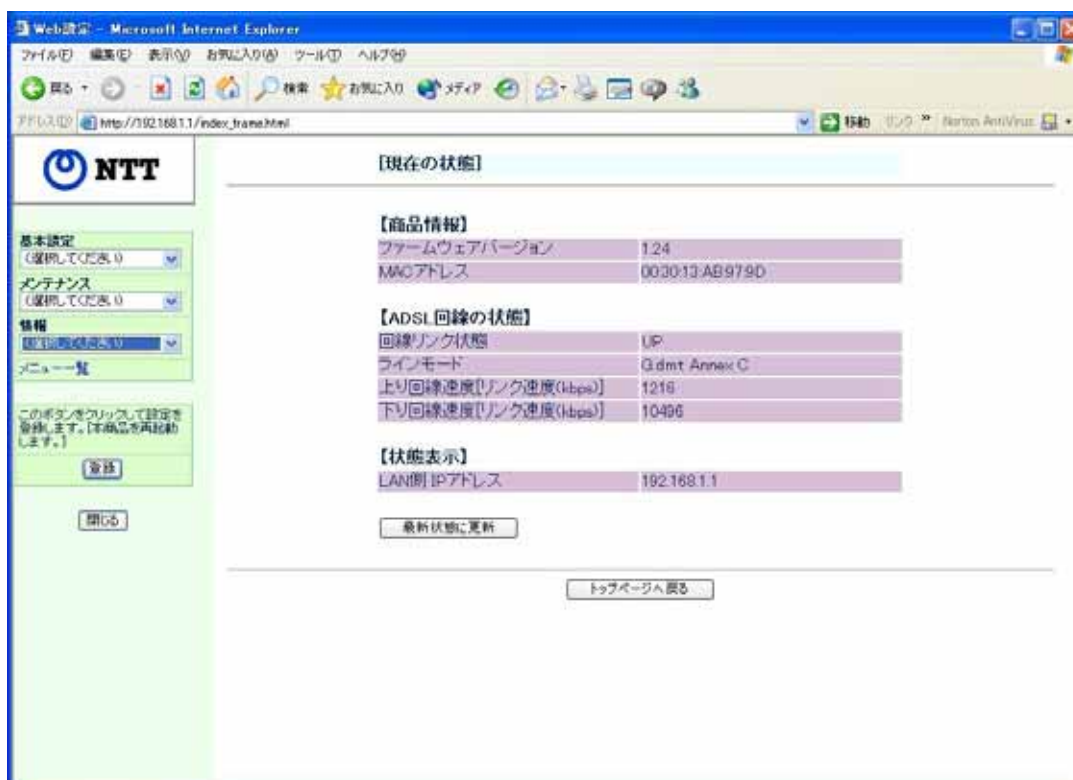 Web設定 - Microsoft Internet Explorer
ファイル(F) 編集(E) 表示(V) お気に入り(A) ツール(T) ヘルプ(H)
戻る 検索 お気に入り メディア
アドレス(D) http://192.168.1.1/index_frame.html 移動 リンク » Norton AntiVirus
NTT
[現在の状態]
【商品情報】
ファームウェアバージョン 1.24
MACアドレス 00:30:13:AB:97:9D
【ADSL回線の状態】
回線リンク状態 UP
ラインモード G.dmt Annex C
上り回線速度[リンク速度(kbps)] 1216
下り回線速度[リンク速度(kbps)] 10496
【状態表示】
LAN側 IPアドレス 192.168.1.1
最新状態に更新
トップページへ戻る
基本設定
(選択してください)
メンテナンス
(選択してください)
情報
(選択してください)
メニュー一覧
このボタンをクリックして設定を
登録します。[本商品を再起動
します。]
登録
閉じる